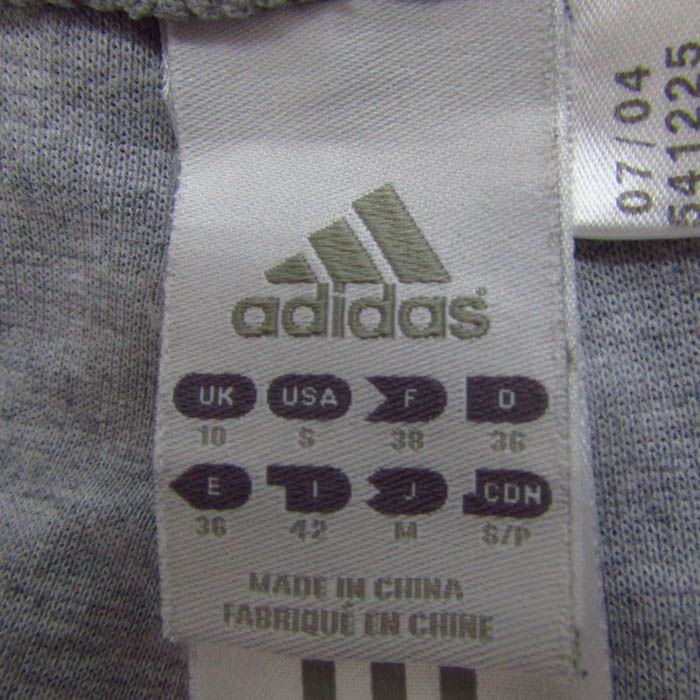 adidas
UK USA F D
10 S 38 36
E I J CDN
36 42 M S/P
MADE IN CHINA
FABRIQUÉ EN CHINE
07/04
541225